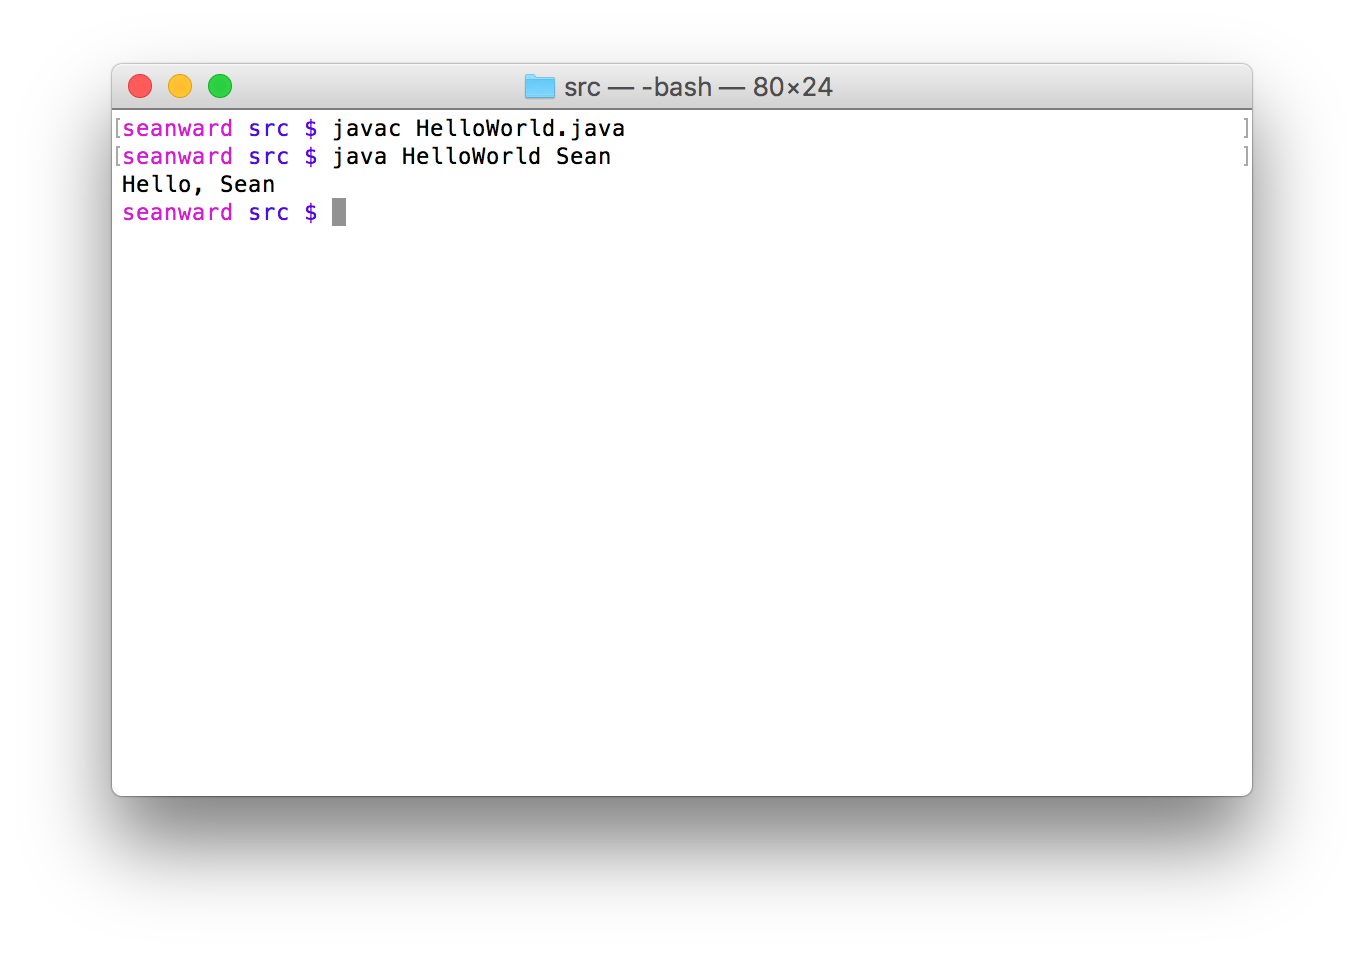 src — -bash — 80×24
[seanward src $ javac HelloWorld.java ]
[seanward src $ java HelloWorld Sean ]
Hello, Sean
seanward src $